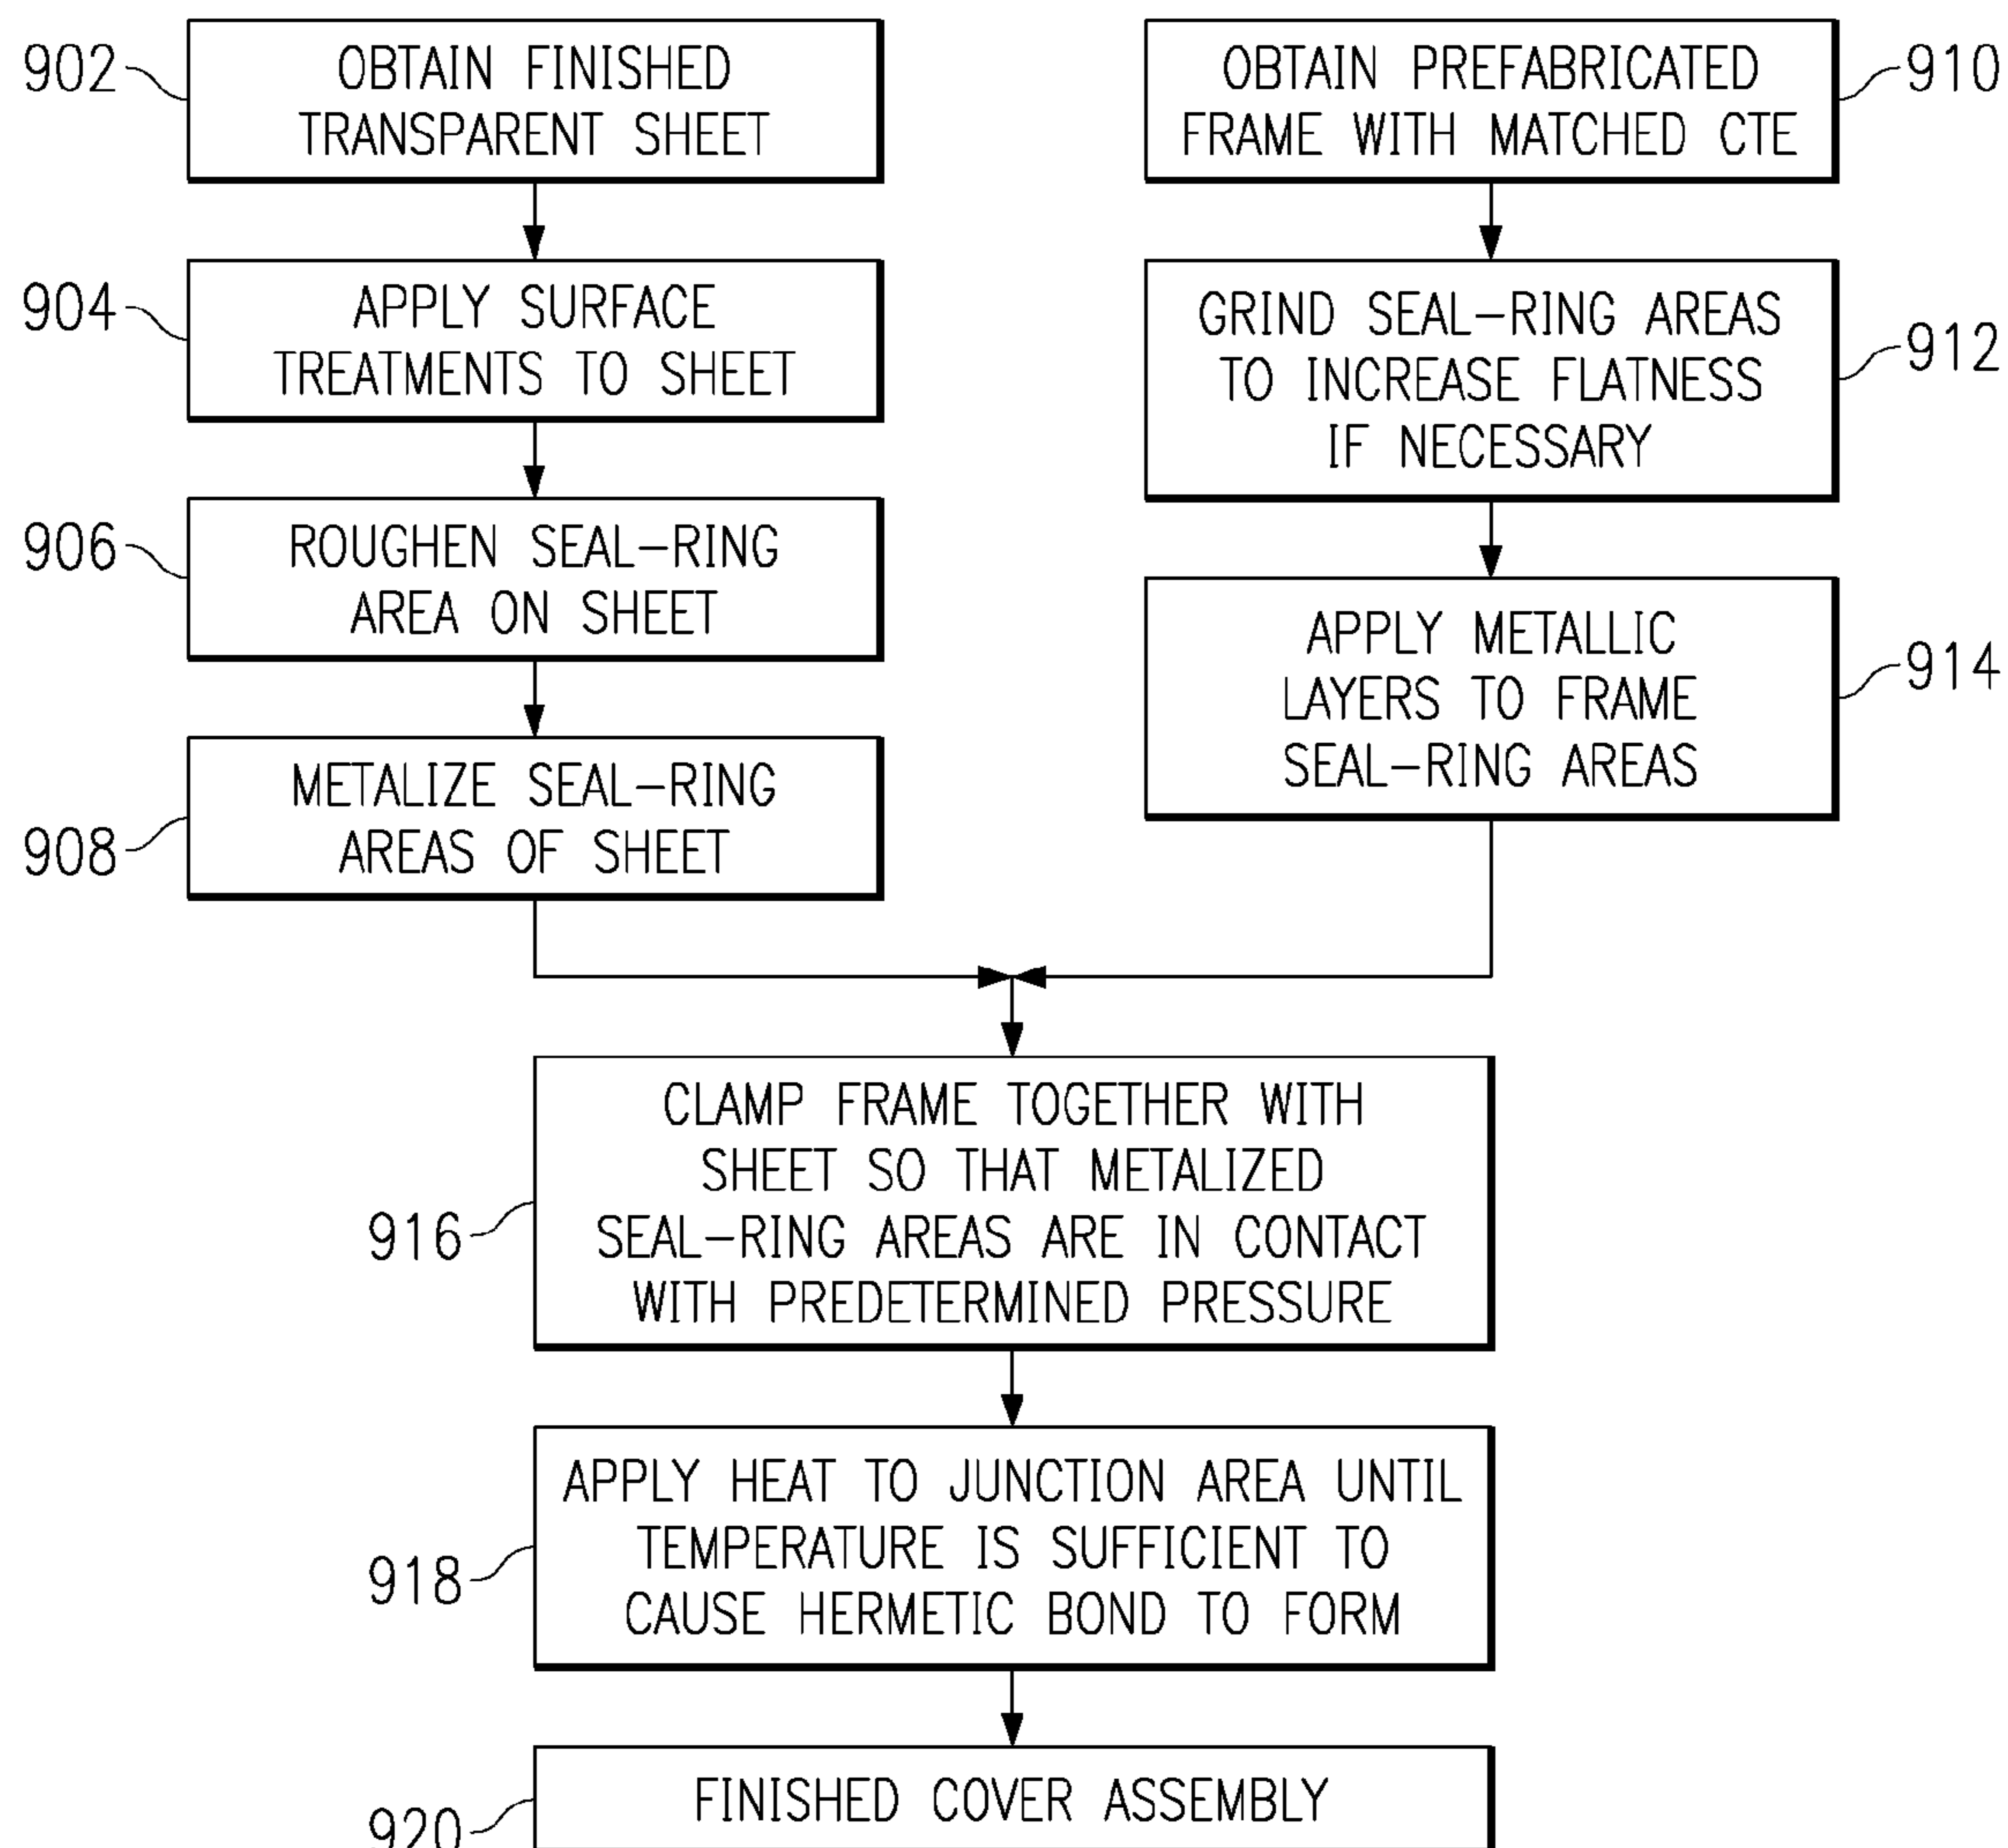 902
OBTAIN FINISHED
TRANSPARENT SHEET
904
APPLY SURFACE
TREATMENTS TO SHEET
906
ROUGHEN SEAL-RING
AREA ON SHEET
908
METALIZE SEAL-RING
AREAS OF SHEET
910
OBTAIN PREFABRICATED
FRAME WITH MATCHED CTE
912
GRIND SEAL-RING AREAS
TO INCREASE FLATNESS
IF NECESSARY
914
APPLY METALLIC
LAYERS TO FRAME
SEAL-RING AREAS
916
CLAMP FRAME TOGETHER WITH
SHEET SO THAT METALIZED
SEAL-RING AREAS ARE IN CONTACT
WITH PREDETERMINED PRESSURE
918
APPLY HEAT TO JUNCTION AREA UNTIL
TEMPERATURE IS SUFFICIENT TO
CAUSE HERMETIC BOND TO FORM
920
FINISHED COVER ASSEMBLY